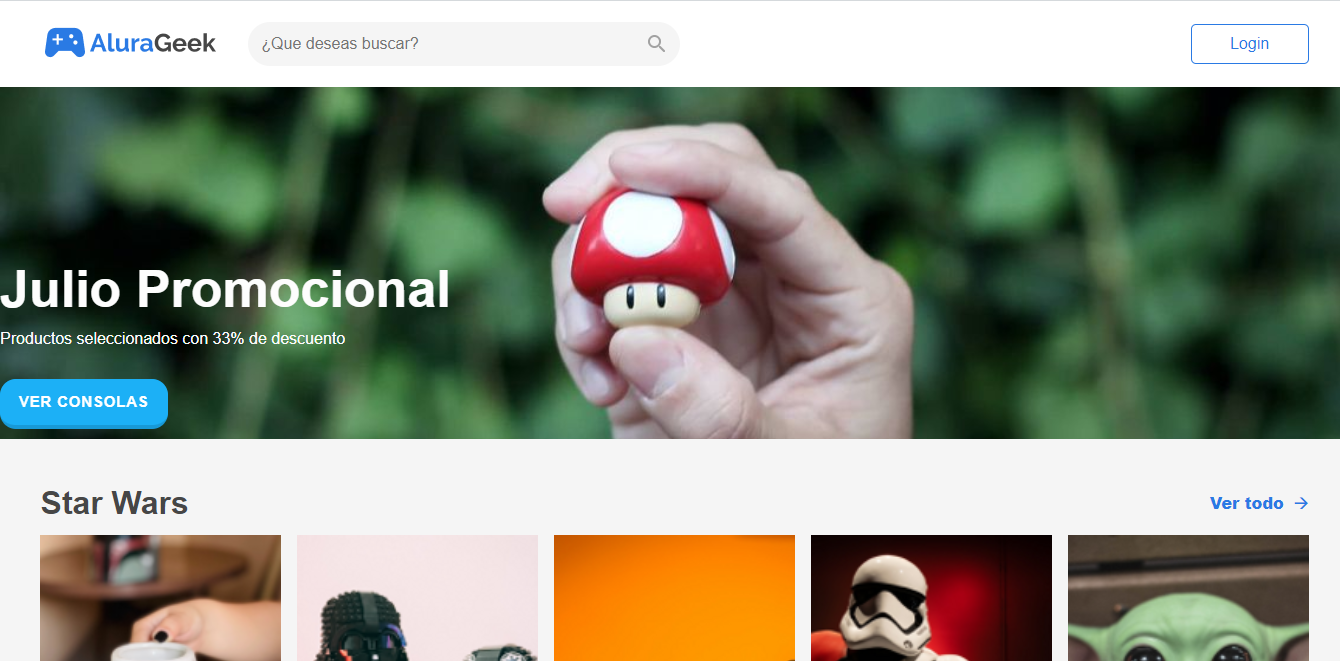 AluraGeek
¿Que deseas buscar?
Login
Julio Promocional
Productos seleccionados con 33% de descuento
VER CONSOLAS
Star Wars
Ver todo